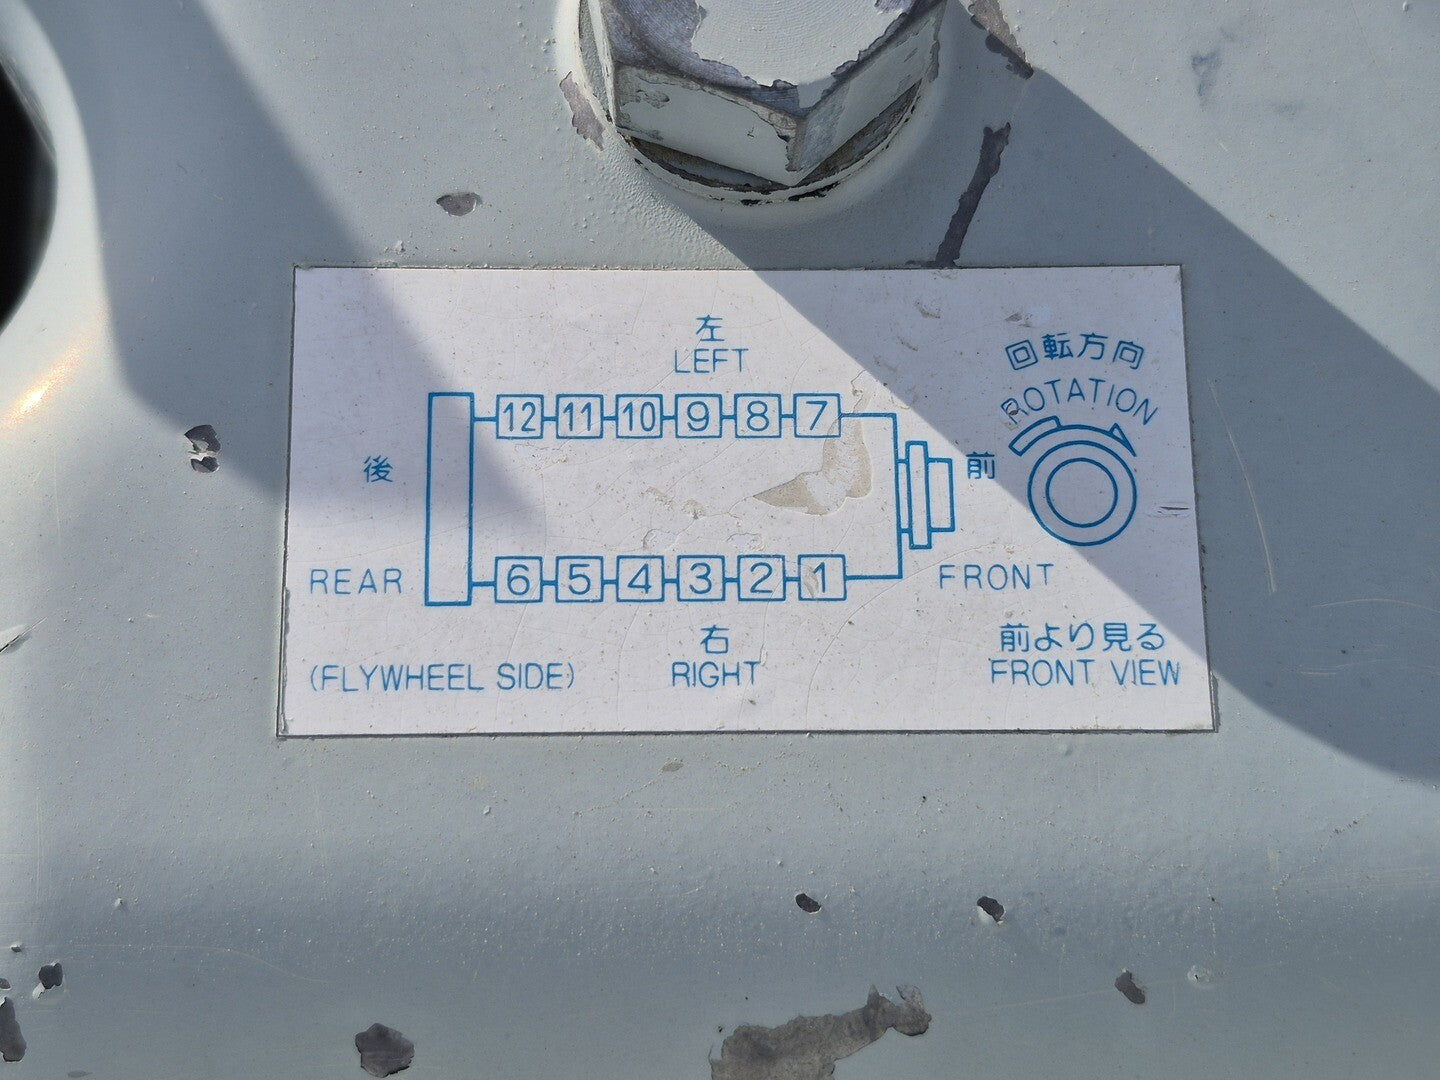 左
LEFT
回転方向
ROTATION
12 11 10 9 8 7
後
前
REAR
6 5 4 3 2 1
FRONT
右
前より見る
(FLYWHEEL SIDE)
RIGHT
FRONT VIEW